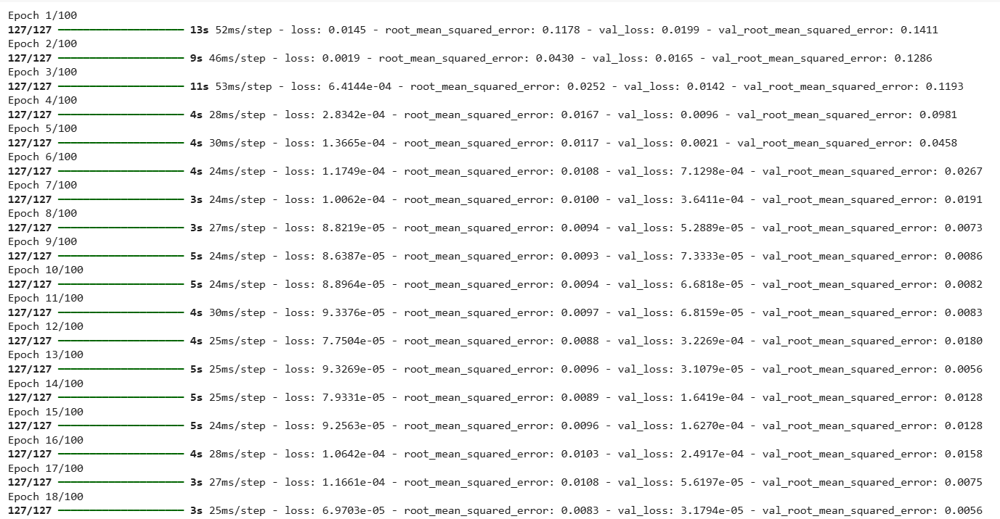 Epoch 1/100
127/127 ━━━━━━━━━━━━━━━━━━━━ 13s 52ms/step - loss: 0.0145 - root_mean_squared_error: 0.1178 - val_loss: 0.0199 - val_root_mean_squared_error: 0.1411
Epoch 2/100
127/127 ━━━━━━━━━━━━━━━━━━━━ 9s 46ms/step - loss: 0.0019 - root_mean_squared_error: 0.0430 - val_loss: 0.0165 - val_root_mean_squared_error: 0.1286
Epoch 3/100
127/127 ━━━━━━━━━━━━━━━━━━━━ 11s 53ms/step - loss: 6.4144e-04 - root_mean_squared_error: 0.0252 - val_loss: 0.0142 - val_root_mean_squared_error: 0.1193
Epoch 4/100
127/127 ━━━━━━━━━━━━━━━━━━━━ 4s 28ms/step - loss: 2.8342e-04 - root_mean_squared_error: 0.0167 - val_loss: 0.0096 - val_root_mean_squared_error: 0.0981
Epoch 5/100
127/127 ━━━━━━━━━━━━━━━━━━━━ 4s 30ms/step - loss: 1.3665e-04 - root_mean_squared_error: 0.0117 - val_loss: 0.0021 - val_root_mean_squared_error: 0.0458
Epoch 6/100
127/127 ━━━━━━━━━━━━━━━━━━━━ 4s 24ms/step - loss: 1.1749e-04 - root_mean_squared_error: 0.0108 - val_loss: 7.1298e-04 - val_root_mean_squared_error: 0.0267
Epoch 7/100
127/127 ━━━━━━━━━━━━━━━━━━━━ 3s 24ms/step - loss: 1.0062e-04 - root_mean_squared_error: 0.0100 - val_loss: 3.6411e-04 - val_root_mean_squared_error: 0.0191
Epoch 8/100
127/127 ━━━━━━━━━━━━━━━━━━━━ 3s 27ms/step - loss: 8.8219e-05 - root_mean_squared_error: 0.0094 - val_loss: 5.2889e-05 - val_root_mean_squared_error: 0.0073
Epoch 9/100
127/127 ━━━━━━━━━━━━━━━━━━━━ 5s 24ms/step - loss: 8.6387e-05 - root_mean_squared_error: 0.0093 - val_loss: 7.3333e-05 - val_root_mean_squared_error: 0.0086
Epoch 10/100
127/127 ━━━━━━━━━━━━━━━━━━━━ 5s 24ms/step - loss: 8.8964e-05 - root_mean_squared_error: 0.0094 - val_loss: 6.6818e-05 - val_root_mean_squared_error: 0.0082
Epoch 11/100
127/127 ━━━━━━━━━━━━━━━━━━━━ 4s 30ms/step - loss: 9.3376e-05 - root_mean_squared_error: 0.0097 - val_loss: 6.8159e-05 - val_root_mean_squared_error: 0.0083
Epoch 12/100
127/127 ━━━━━━━━━━━━━━━━━━━━ 4s 25ms/step - loss: 7.7504e-05 - root_mean_squared_error: 0.0088 - val_loss: 3.2269e-04 - val_root_mean_squared_error: 0.0180
Epoch 13/100
127/127 ━━━━━━━━━━━━━━━━━━━━ 5s 25ms/step - loss: 9.3269e-05 - root_mean_squared_error: 0.0096 - val_loss: 3.1079e-05 - val_root_mean_squared_error: 0.0056
Epoch 14/100
127/127 ━━━━━━━━━━━━━━━━━━━━ 5s 25ms/step - loss: 7.9331e-05 - root_mean_squared_error: 0.0089 - val_loss: 1.6419e-04 - val_root_mean_squared_error: 0.0128
Epoch 15/100
127/127 ━━━━━━━━━━━━━━━━━━━━ 5s 24ms/step - loss: 9.2563e-05 - root_mean_squared_error: 0.0096 - val_loss: 1.6270e-04 - val_root_mean_squared_error: 0.0128
Epoch 16/100
127/127 ━━━━━━━━━━━━━━━━━━━━ 4s 28ms/step - loss: 1.0642e-04 - root_mean_squared_error: 0.0103 - val_loss: 2.4917e-04 - val_root_mean_squared_error: 0.0158
Epoch 17/100
127/127 ━━━━━━━━━━━━━━━━━━━━ 3s 27ms/step - loss: 1.1661e-04 - root_mean_squared_error: 0.0108 - val_loss: 5.6197e-05 - val_root_mean_squared_error: 0.0075
Epoch 18/100
127/127 ━━━━━━━━━━━━━━━━━━━━ 3s 25ms/step - loss: 6.9703e-05 - root_mean_squared_error: 0.0083 - val_loss: 3.1794e-05 - val_root_mean_squared_error: 0.0056